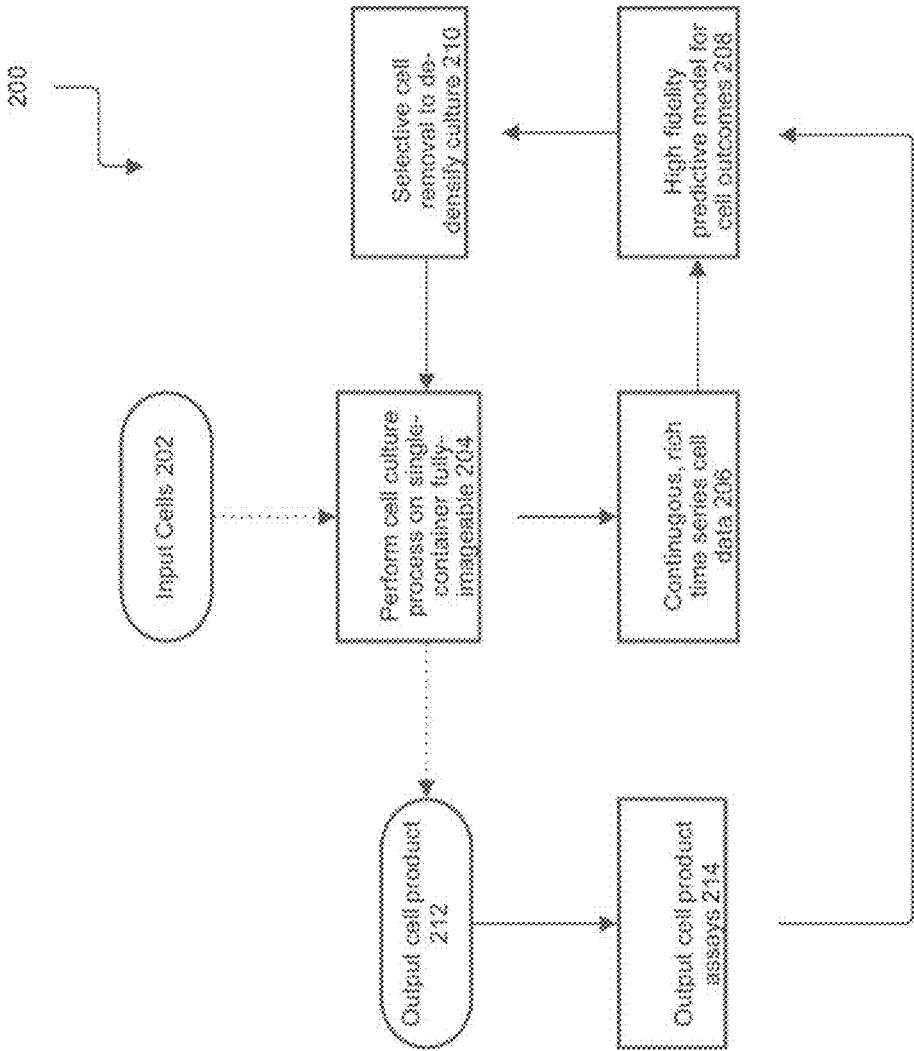 200
Input Cells 202
Selective cell
removal to de-
densify culture 210
Perform cell culture
process on single-
container fully-
imageable 204
Output cell product
212
High fidelity
predictive model for
cell outcomes 208
Continugous, rich
time series cell
data 206
Output cell product
assays 214